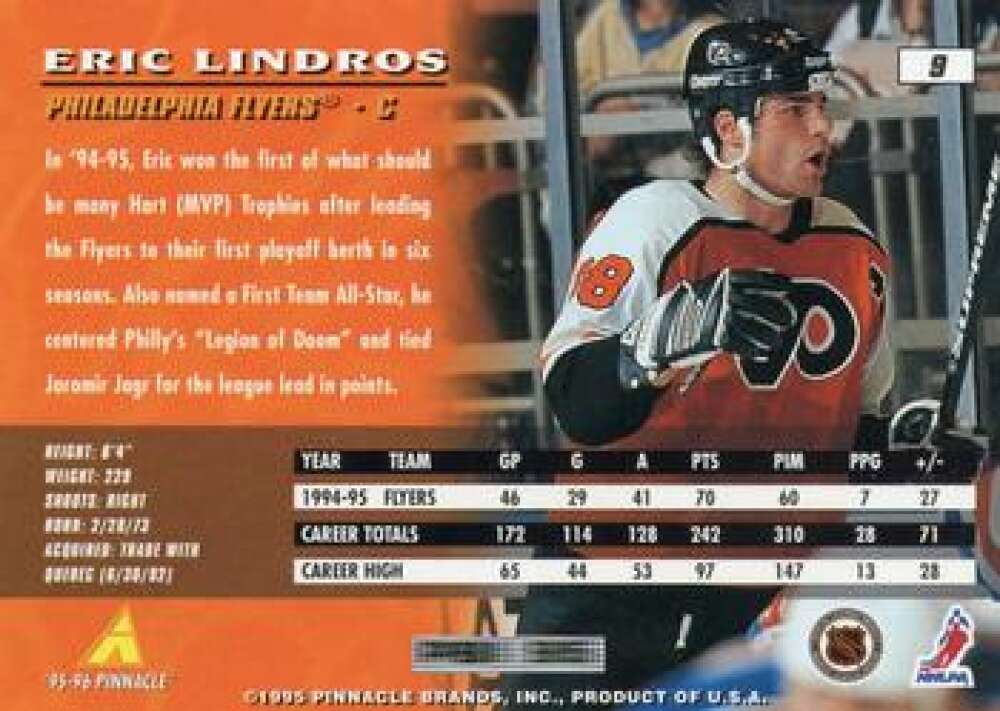 ERIC LINDROS
9
PHILADELPHIA FLYERS · C
In '94-95, Eric won the first of what should
be many Hart (MVP) Trophies after leading
the Flyers to their first playoff berth in six
seasons. Also named a First Team All-Star, he
centered Philly's "Legion of Doom" and tied
Jaromir Jagr for the league lead in points.
HEIGHT: 6'4"
WEIGHT: 229
SHOOTS: RIGHT
BORN: 2/28/73
ACQUIRED: TRADE WITH
QUEBEC (6/30/92)
YEAR TEAM GP G A PTS PIM PPG +/-
1994-95 FLYERS 46 29 41 70 60 7 27
CAREER TOTALS 172 114 128 242 310 28 71
CAREER HIGH 65 44 53 97 147 13 28
'95-96 PINNACLE
©1995 PINNACLE BRANDS, INC., PRODUCT OF U.S.A.
NHL
NHLPA